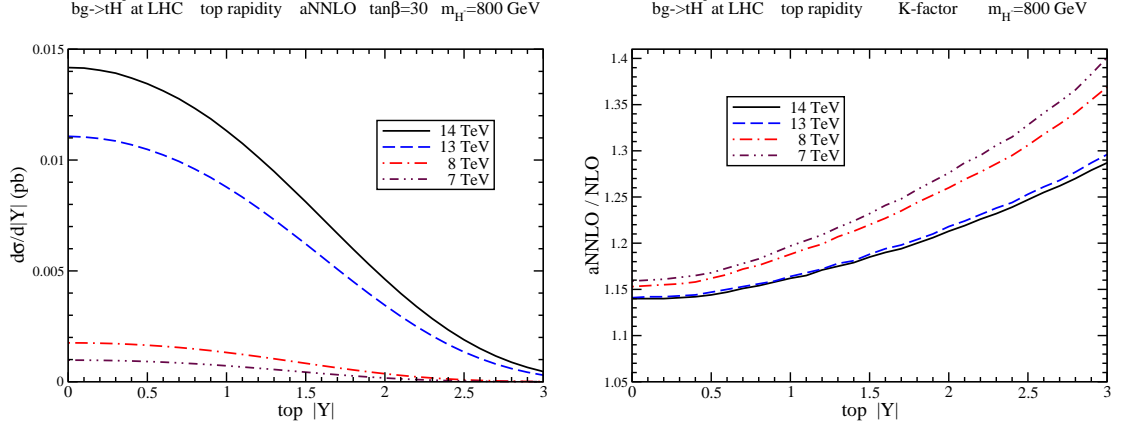 bg->tH⁻ at LHC top rapidity aNNLO tanβ=30 m_H⁻=800 GeV
dσ/d|Y| (pb)
0.015
0.01
0.005
0
14 TeV
13 TeV
8 TeV
7 TeV
0 0.5 1 1.5 2 2.5 3
top |Y|
bg->tH⁻ at LHC top rapidity K-factor m_H⁻=800 GeV
aNNLO / NLO
1.4
1.35
1.3
1.25
1.2
1.15
1.1
1.05
14 TeV
13 TeV
8 TeV
7 TeV
0 0.5 1 1.5 2 2.5 3
top |Y|